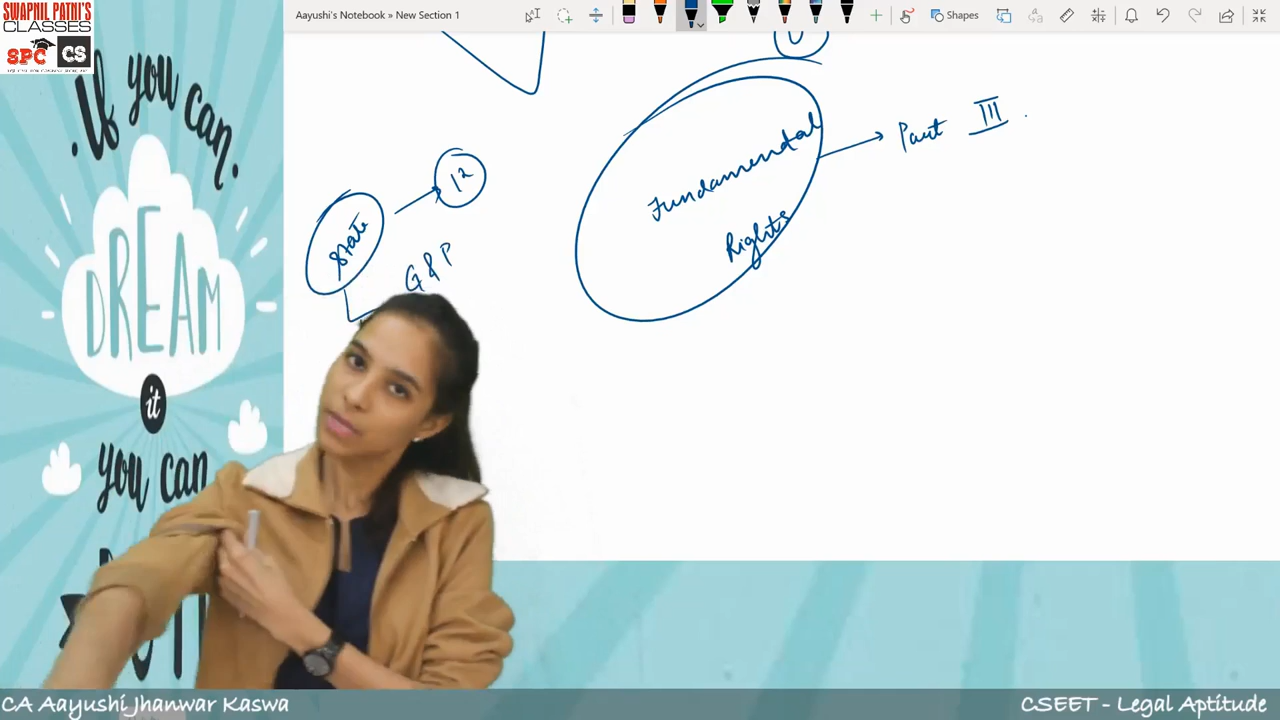 SWAPNIL PATNI'S
CLASSES
SPC CS
Aayushi's Notebook » New Section 1
Shapes
If you can
DREAM
it
you can
Fundamental
Rights
Part III
State
12
G&P
CA Aayushi Jhanwar Kaswa
CSEET - Legal Aptitude